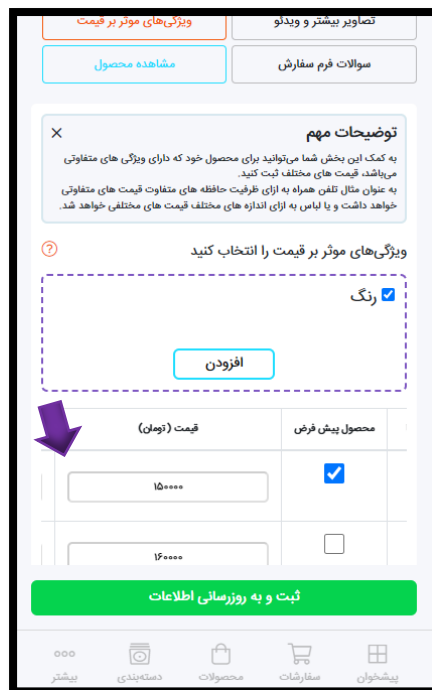 تصاویر بیشتر و ویدئو
ویژگی‌های موثر بر قیمت
سوالات فرم سفارش
مشاهده محصول
توضیحات مهم
به کمک این بخش شما می‌توانید برای محصول خود که دارای ویژگی های متفاوتی
می‌باشد، قیمت های مختلف ثبت کنید.
به عنوان مثال تلفن همراه به ازای ظرفیت حافظه های متفاوت قیمت های متفاوتی
خواهد داشت و یا لباس به ازای اندازه های مختلف قیمت های مختلفی خواهد شد.
ویژگی‌های موثر بر قیمت را انتخاب کنید
رنگ
افزودن
محصول پیش فرض
قیمت (تومان)
۱۵۰۰۰۰
۱۶۰۰۰۰
ثبت و به روزرسانی اطلاعات
پیشخوان
سفارشات
محصولات
دسته‌بندی
بیشتر